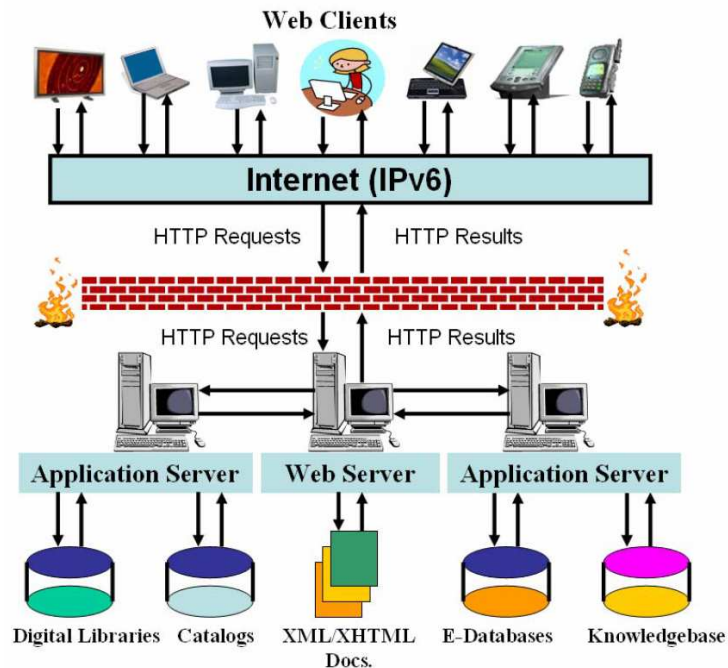 Web Clients
Internet (IPv6)
HTTP Requests
HTTP Results
HTTP Requests
HTTP Results
Application Server
Web Server
Application Server
Digital Libraries
Catalogs
XML/XHTML
Docs.
E-Databases
Knowledgebase